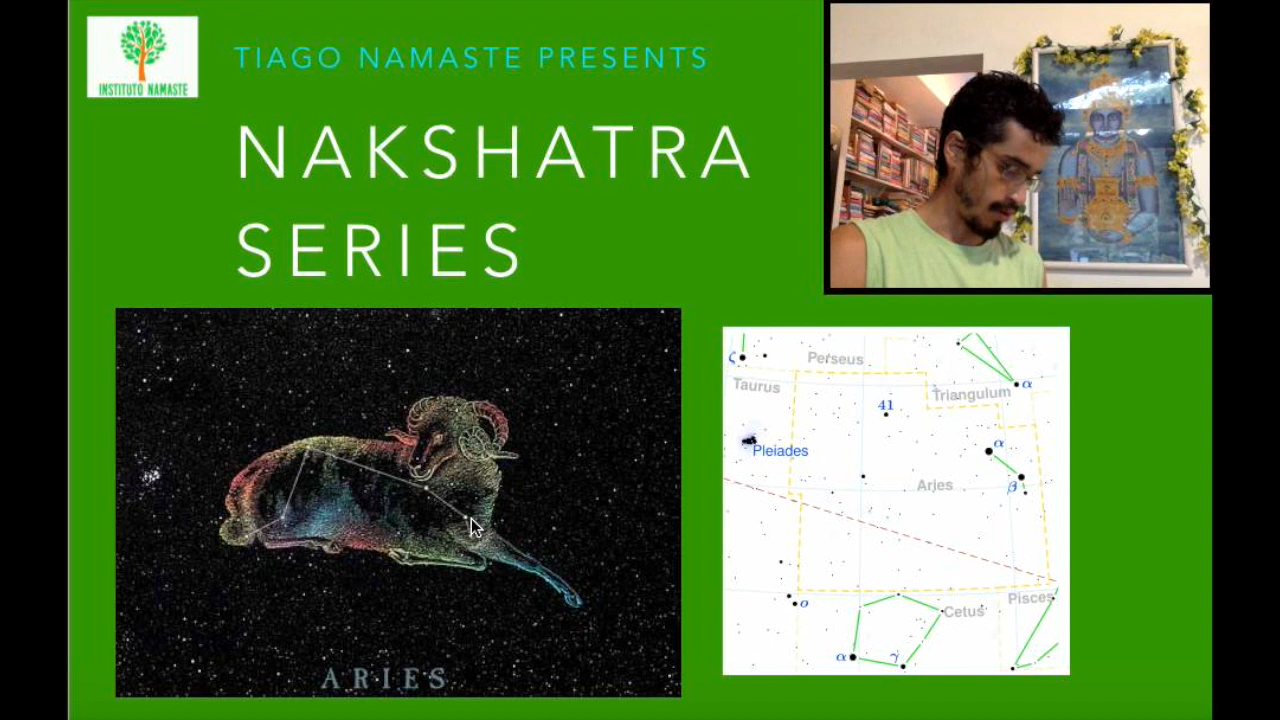 INSTITUTO NAMASTE
TIAGO NAMASTE PRESENTS
NAKSHATRA
SERIES
ARIES
ζ
Perseus
Taurus
Triangulum
α
41
Pleiades
α
Aries
β
ο
Cetus
Pisces
α
γ